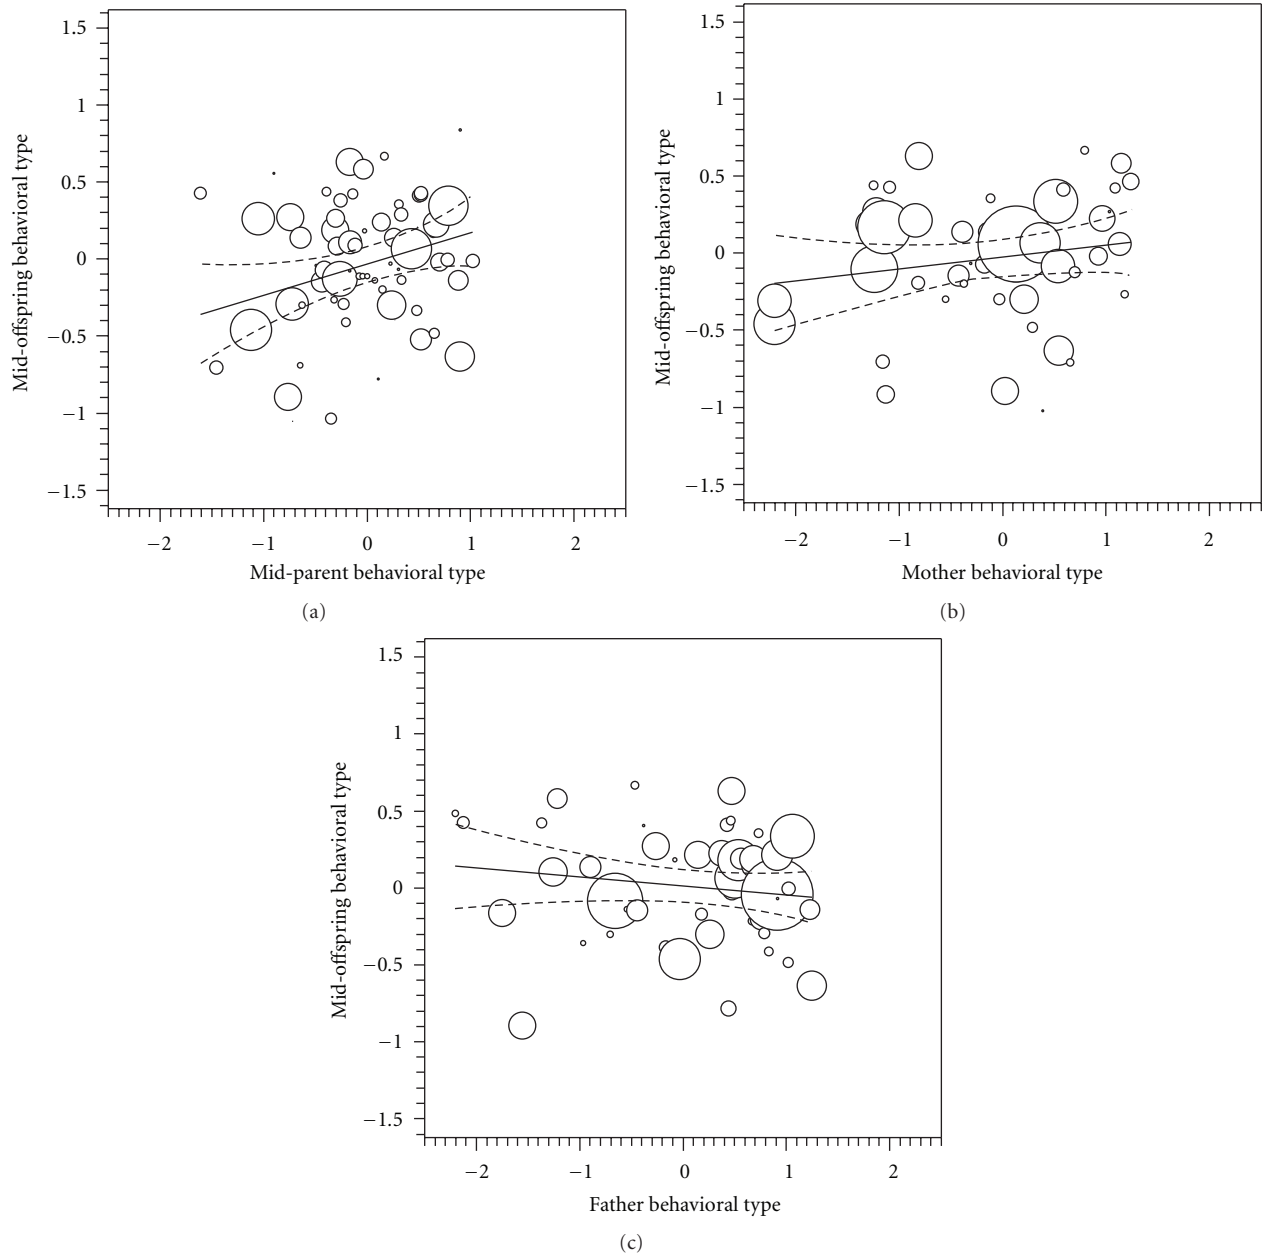 1.5
1
0.5
0
−0.5
−1
−1.5
Mid-offspring behavioral type
−2 −1 0 1 2
Mid-parent behavioral type
(a)
1.5
1
0.5
0
−0.5
−1
−1.5
Mid-offspring behavioral type
−2 −1 0 1 2
Mother behavioral type
(b)
1.5
1
0.5
0
−0.5
−1
−1.5
Mid-offspring behavioral type
−2 −1 0 1 2
Father behavioral type
(c)